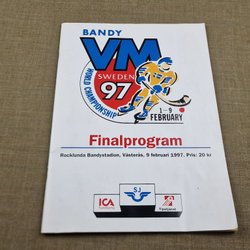 BANDY
VM
WORLD CHAMPIONSHIP
SWEDEN
97
1-9
FEBRUARY
Finalprogram
Rocklunda Bandystadion, Västerås, 9 februari 1997. Pris: 20 kr
ICA
SJ